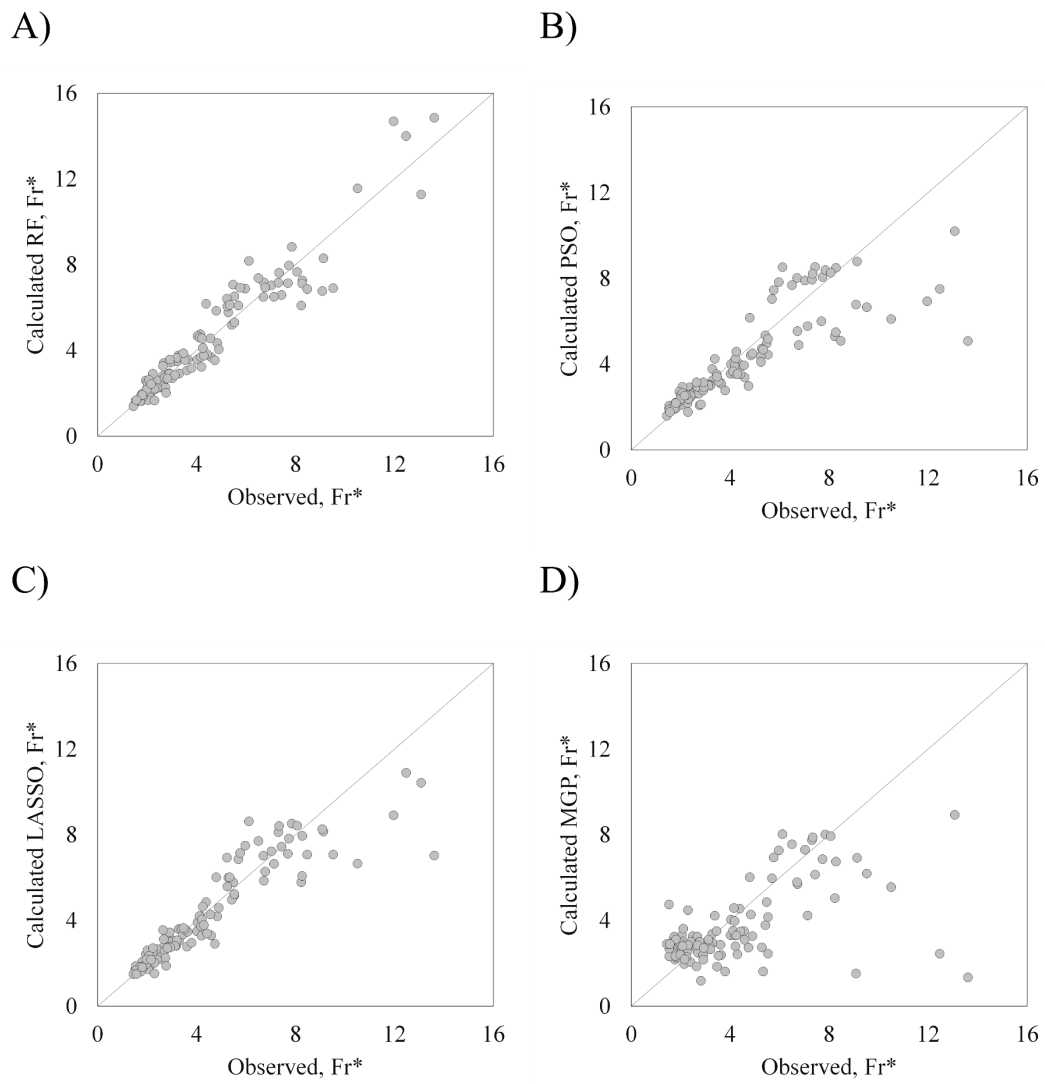 A)
16
12
8
4
0
0 4 8 12 16
Calculated RF, Fr*
Observed, Fr*
B)
16
12
8
4
0
0 4 8 12 16
Calculated PSO, Fr*
Observed, Fr*
C)
16
12
8
4
0
0 4 8 12 16
Calculated LASSO, Fr*
Observed, Fr*
D)
16
12
8
4
0
0 4 8 12 16
Calculated MGP, Fr*
Observed, Fr*